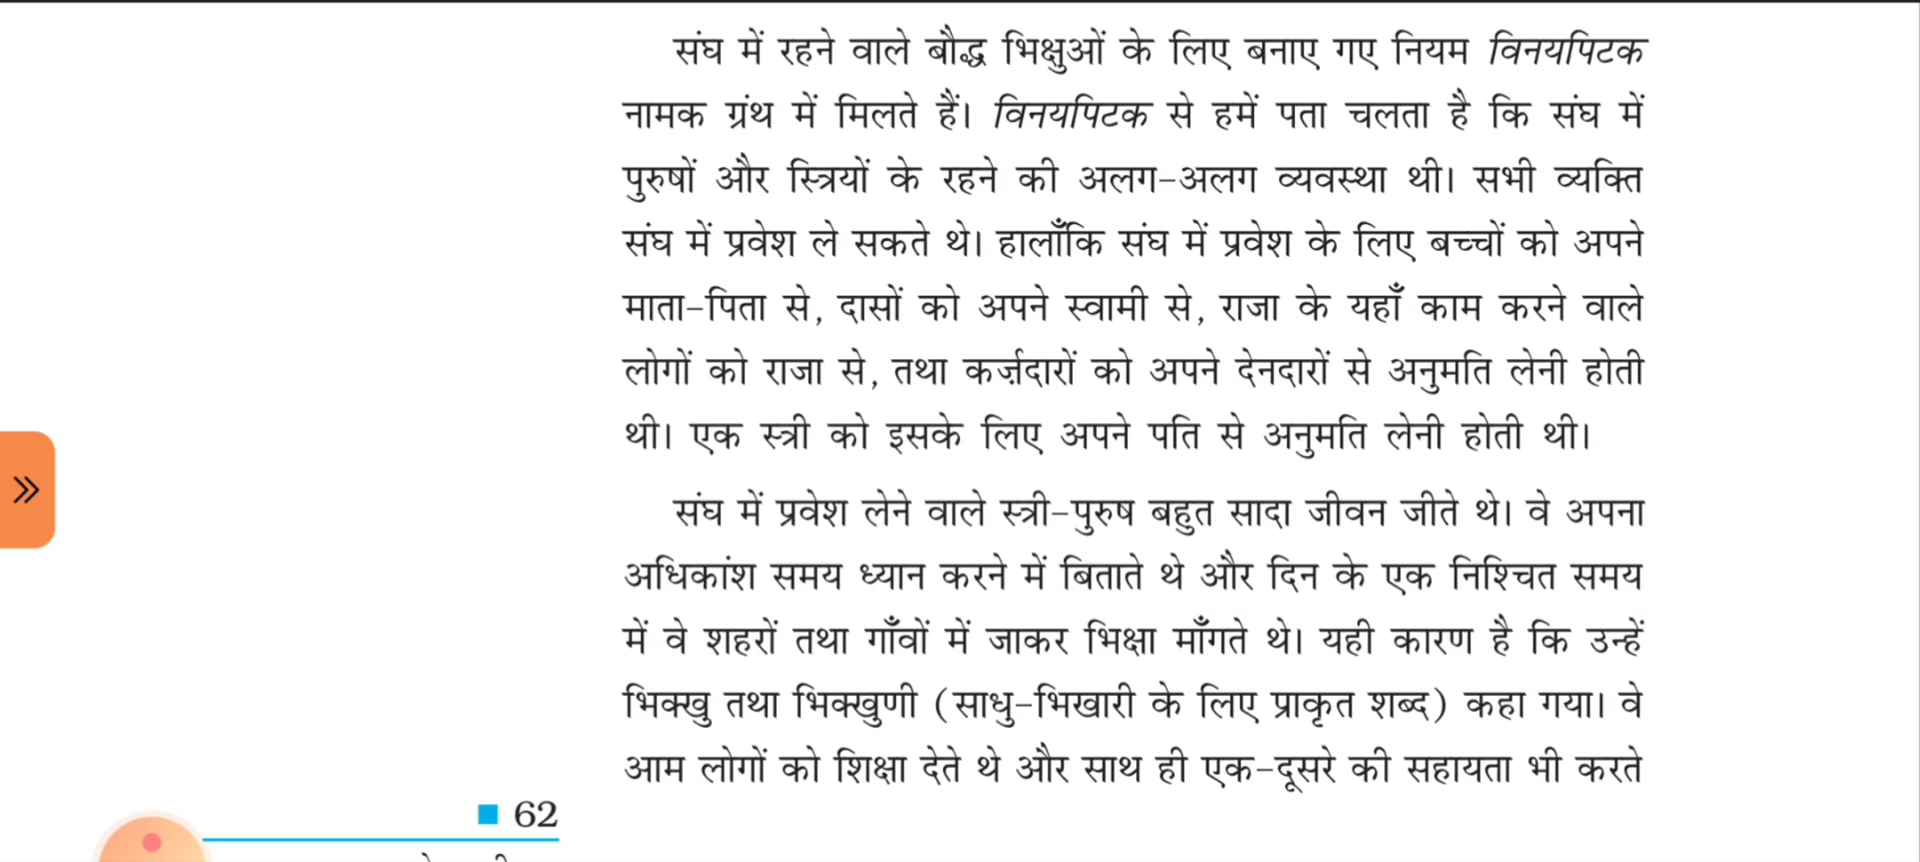 संघ में रहने वाले बौद्ध भिक्षुओं के लिए बनाए गए नियम विनयपिटक
नामक ग्रंथ में मिलते हैं। विनयपिटक से हमें पता चलता है कि संघ में
पुरुषों और स्त्रियों के रहने की अलग-अलग व्यवस्था थी। सभी व्यक्ति
संघ में प्रवेश ले सकते थे। हालाँकि संघ में प्रवेश के लिए बच्चों को अपने
माता-पिता से, दासों को अपने स्वामी से, राजा के यहाँ काम करने वाले
लोगों को राजा से, तथा कर्ज़दारों को अपने देनदारों से अनुमति लेनी होती
थी। एक स्त्री को इसके लिए अपने पति से अनुमति लेनी होती थी।
संघ में प्रवेश लेने वाले स्त्री-पुरुष बहुत सादा जीवन जीते थे। वे अपना
अधिकांश समय ध्यान करने में बिताते थे और दिन के एक निश्चित समय
में वे शहरों तथा गाँवों में जाकर भिक्षा माँगते थे। यही कारण है कि उन्हें
भिक्खु तथा भिक्खुणी (साधु-भिखारी के लिए प्राकृत शब्द) कहा गया। वे
आम लोगों को शिक्षा देते थे और साथ ही एक-दूसरे की सहायता भी करते
62